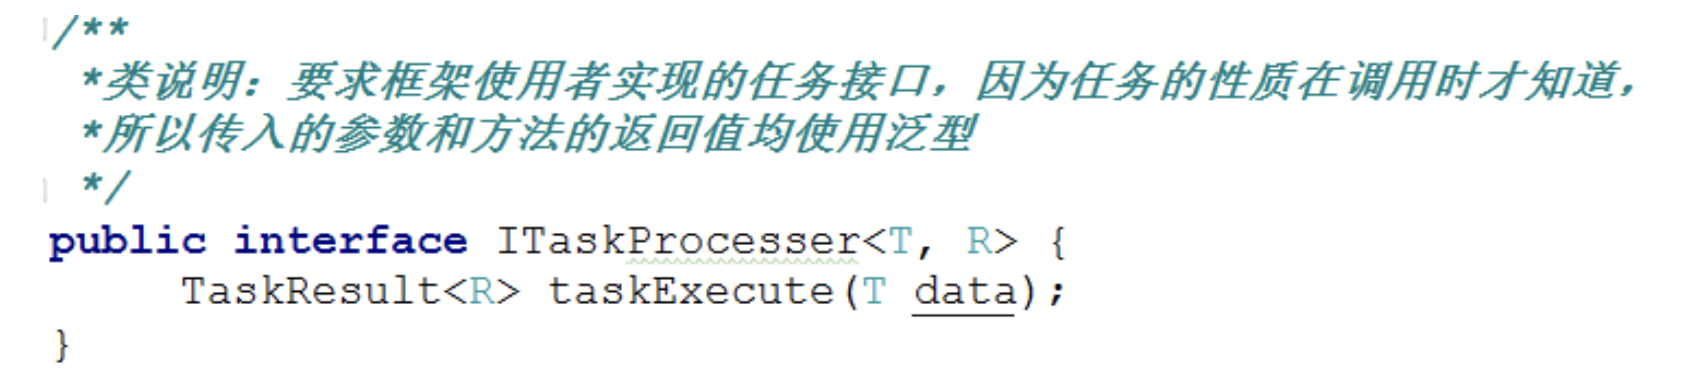 /**
*类说明：要求框架使用者实现的任务接口，因为任务的性质在调用时才知道，
*所以传入的参数和方法的返回值均使用泛型
*/
public interface ITaskProcesser<T, R> {
TaskResult<R> taskExecute(T data);
}